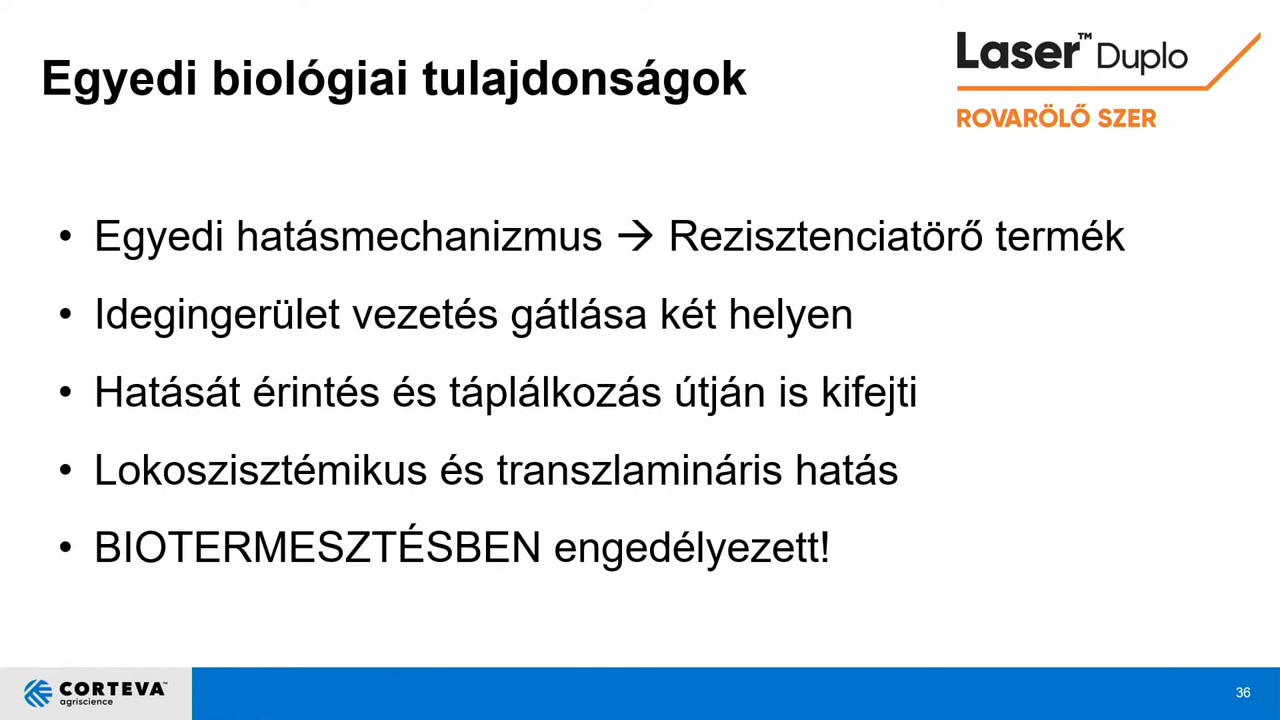 Egyedi biológiai tulajdonságok
Laser™ Duplo
ROVARÖLŐ SZER
• Egyedi hatásmechanizmus → Rezisztenciatörő termék
• Idegingerület vezetés gátlása két helyen
• Hatását érintés és táplálkozás útján is kifejti
• Lokoszisztémikus és transzlamináris hatás
• BIOTERMESZTÉSBEN engedélyezett!
CORTEVA™
agriscience
36